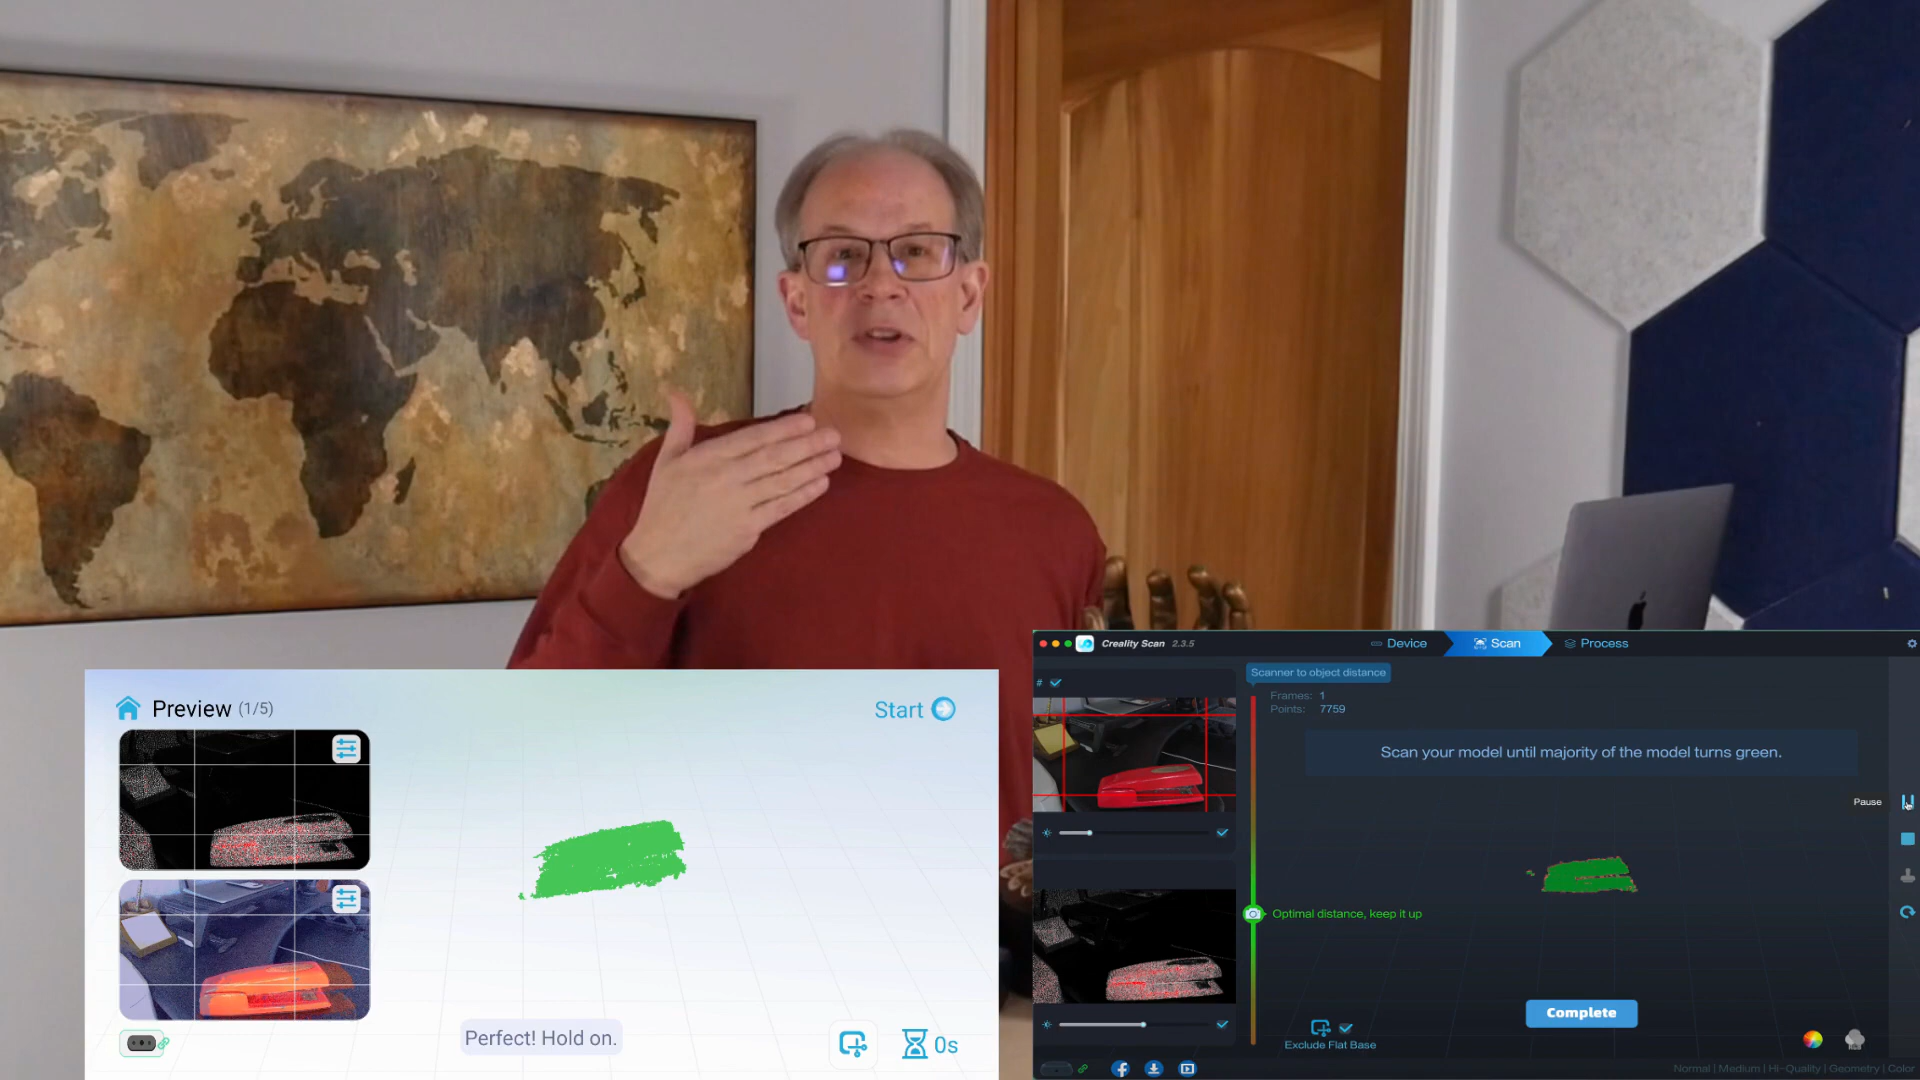 Preview (1/5)
Start
Perfect! Hold on.
0s
Creality Scan 2.3.5
Device
Scan
Process
Scanner to object distance
#
Frames: 1
Points: 7759
Scan your model until majority of the model turns green.
Pause
Optimal distance, keep it up
Complete
Exclude Flat Base
Normal | Medium | Hi-Quality | Geometry | Color